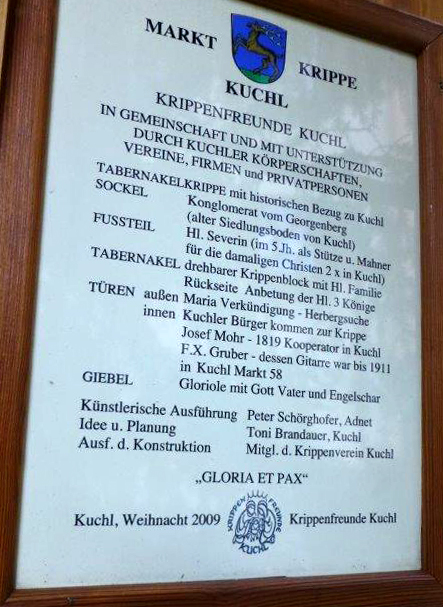 MARKT KRIPPE
KUCHL
KRIPPENFREUNDE KUCHL
IN GEMEINSCHAFT UND MIT UNTERSTÜTZUNG
DURCH KUCHLER KÖRPERSCHAFTEN,
VEREINE, FIRMEN und PRIVATPERSONEN
TABERNAKELKRIPPE mit historischen Bezug zu Kuchl
SOCKEL Konglomerat vom Georgenberg
(alter Siedlungsboden von Kuchl)
FUSSTEIL Hl. Severin (im 5.Jh. als Stütze u. Mahner
für die damaligen Christen 2 x in Kuchl)
TABERNAKEL drehbarer Krippenblock mit Hl. Familie
Rückseite Anbetung der Hl. 3 Könige
TÜREN außen Maria Verkündigung - Herbergsuche
innen Kuchler Bürger kommen zur Krippe
Josef Mohr - 1819 Kooperator in Kuchl
F.X. Gruber - dessen Gitarre war bis 1911
in Kuchl Markt 58
GIEBEL Gloriole mit Gott Vater und Engelschar
Künstlerische Ausführung Peter Schörghofer, Adnet
Idee u. Planung Toni Brandauer, Kuchl
Ausf. d. Konstruktion Mitgl. d. Krippenverein Kuchl
„GLORIA ET PAX“
Kuchl, Weihnacht 2009 KRIPPEN FREUNDE KUCHL Krippenfreunde Kuchl